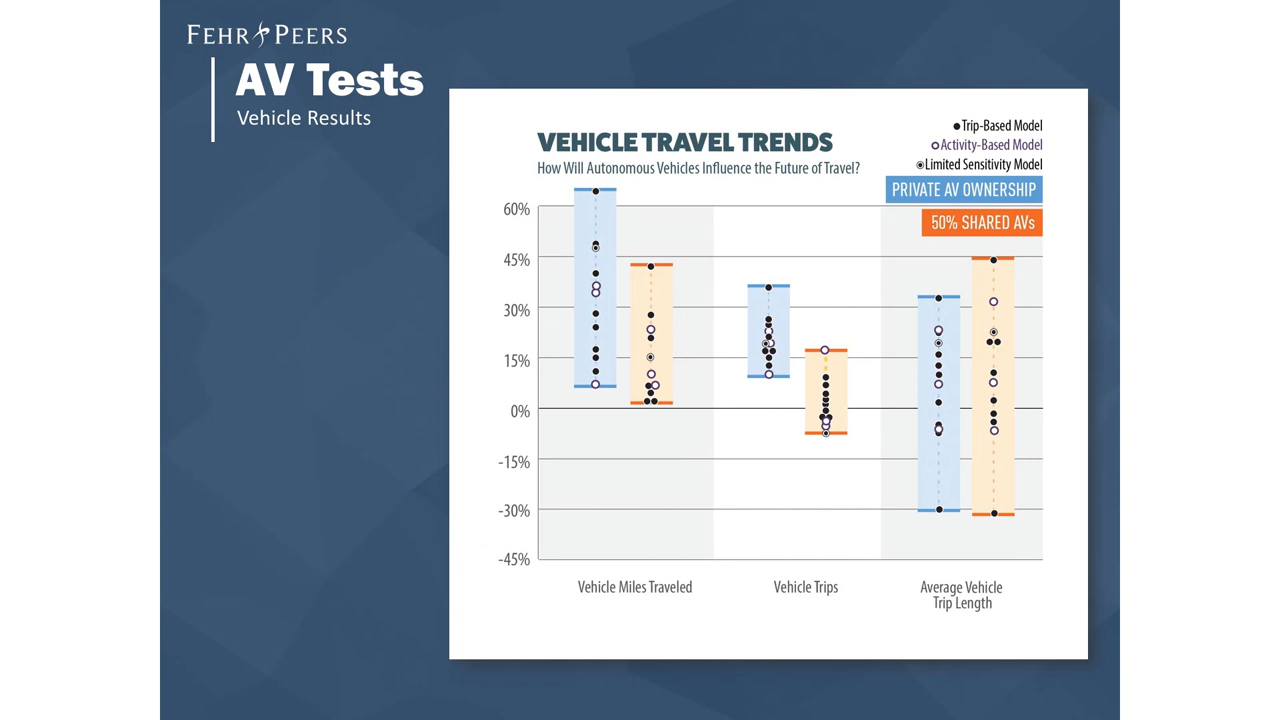 FEHR PEERS
AV Tests
Vehicle Results
VEHICLE TRAVEL TRENDS
How Will Autonomous Vehicles Influence the Future of Travel?
Trip-Based Model
Activity-Based Model
Limited Sensitivity Model
PRIVATE AV OWNERSHIP
50% SHARED AVs
60%
45%
30%
15%
0%
-15%
-30%
-45%
Vehicle Miles Traveled
Vehicle Trips
Average Vehicle
Trip Length